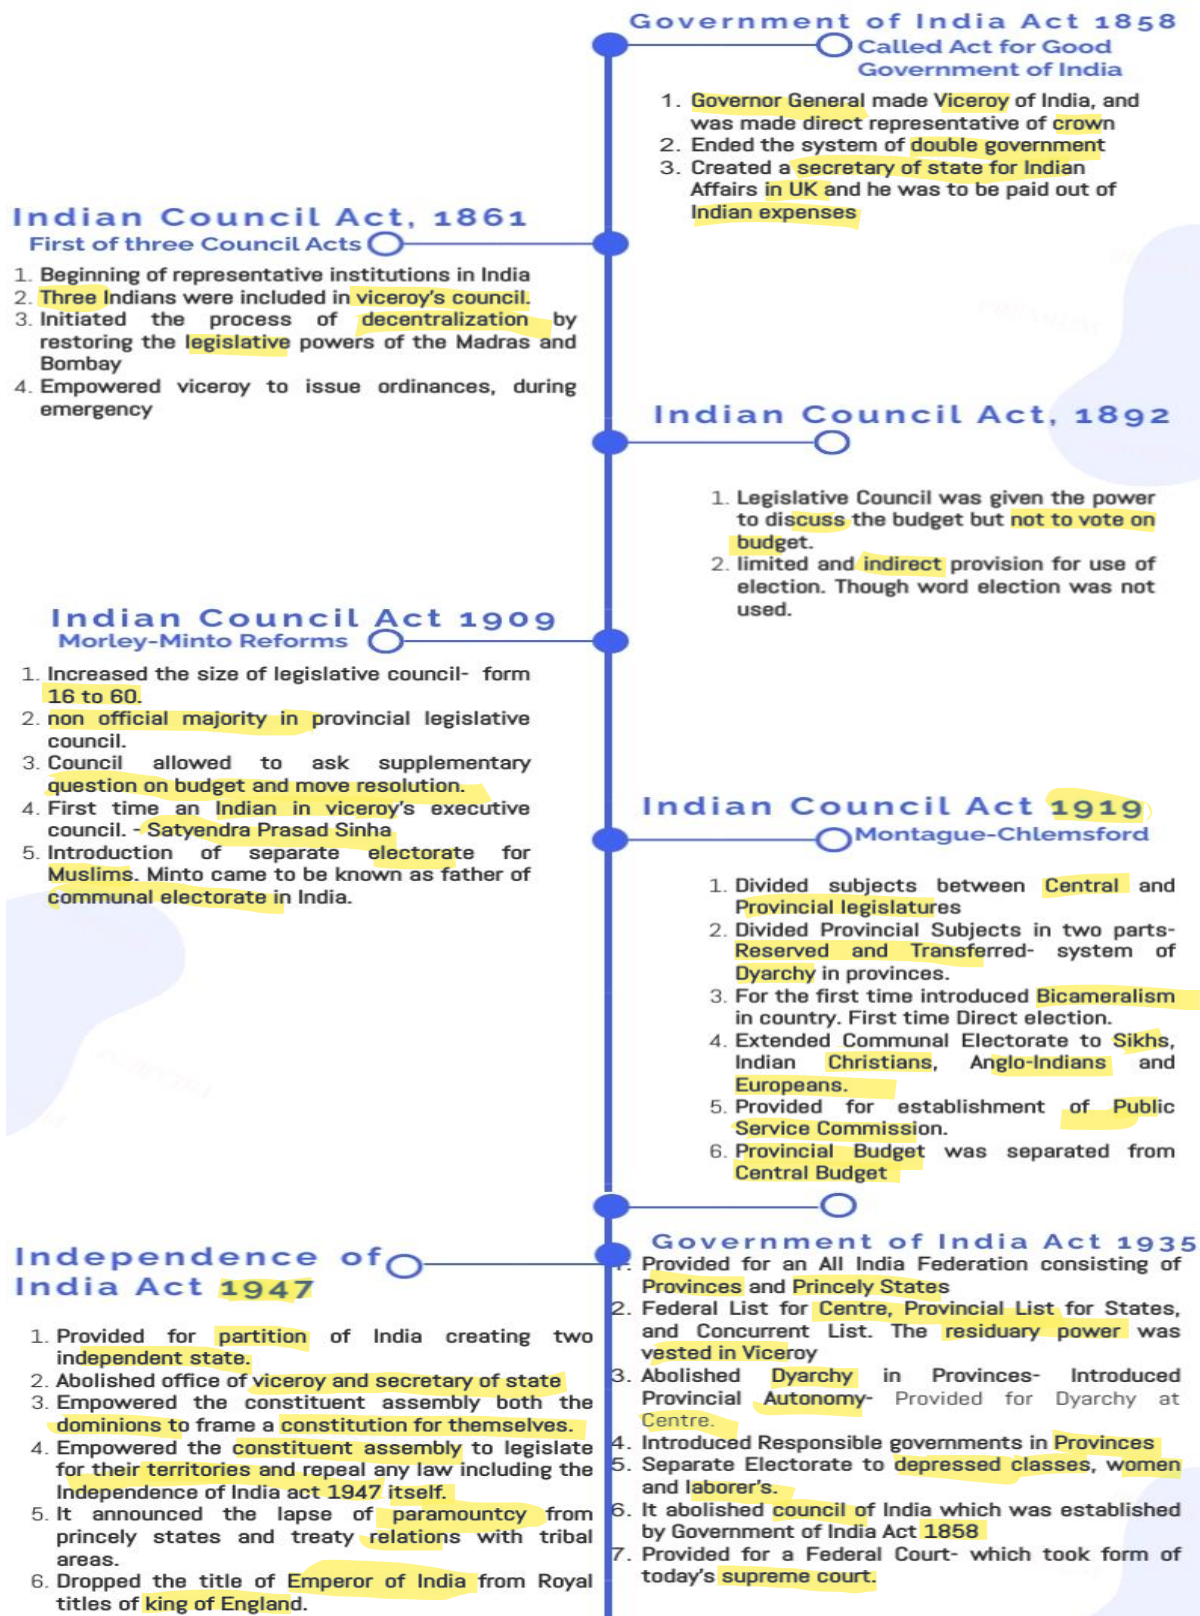 Government of India Act 1858
Called Act for Good
Government of India
1. Governor General made Viceroy of India, and
was made direct representative of crown
2. Ended the system of double government
3. Created a secretary of state for Indian
Affairs in UK and he was to be paid out of
Indian expenses
Indian Council Act, 1861
First of three Council Acts
1. Beginning of representative institutions in India
2. Three Indians were included in viceroy's council.
3. Initiated the process of decentralization by
restoring the legislative powers of the Madras and
Bombay
4. Empowered viceroy to issue ordinances, during
emergency
Indian Council Act, 1892
1. Legislative Council was given the power
to discuss the budget but not to vote on
budget.
2. limited and indirect provision for use of
election. Though word election was not
used.
Indian Council Act 1909
Morley-Minto Reforms
1. Increased the size of legislative council- form
16 to 60.
2. non official majority in provincial legislative
council.
3. Council allowed to ask supplementary
question on budget and move resolution.
4. First time an Indian in viceroy's executive
council. - Satyendra Prasad Sinha
5. Introduction of separate electorate for
Muslims. Minto came to be known as father of
communal electorate in India.
Indian Council Act 1919
Montague-Chlemsford
1. Divided subjects between Central and
Provincial legislatures
2. Divided Provincial Subjects in two parts-
Reserved and Transferred- system of
Dyarchy in provinces.
3. For the first time introduced Bicameralism
in country. First time Direct election.
4. Extended Communal Electorate to Sikhs,
Indian Christians, Anglo-Indians and
Europeans.
5. Provided for establishment of Public
Service Commission.
6. Provincial Budget was separated from
Central Budget
Government of India Act 1935
1. Provided for an All India Federation consisting of
Provinces and Princely States
2. Federal List for Centre, Provincial List for States,
and Concurrent List. The residuary power was
vested in Viceroy
3. Abolished Dyarchy in Provinces- Introduced
Provincial Autonomy- Provided for Dyarchy at
Centre.
4. Introduced Responsible governments in Provinces
5. Separate Electorate to depressed classes, women
and laborer's.
6. It abolished council of India which was established
by Government of India Act 1858
7. Provided for a Federal Court- which took form of
today's supreme court.
Independence of
India Act 1947
1. Provided for partition of India creating two
independent state.
2. Abolished office of viceroy and secretary of state
3. Empowered the constituent assembly both the
dominions to frame a constitution for themselves.
4. Empowered the constituent assembly to legislate
for their territories and repeal any law including the
Independence of India act 1947 itself.
5. It announced the lapse of paramountcy from
princely states and treaty relations with tribal
areas.
6. Dropped the title of Emperor of India from Royal
titles of king of England.